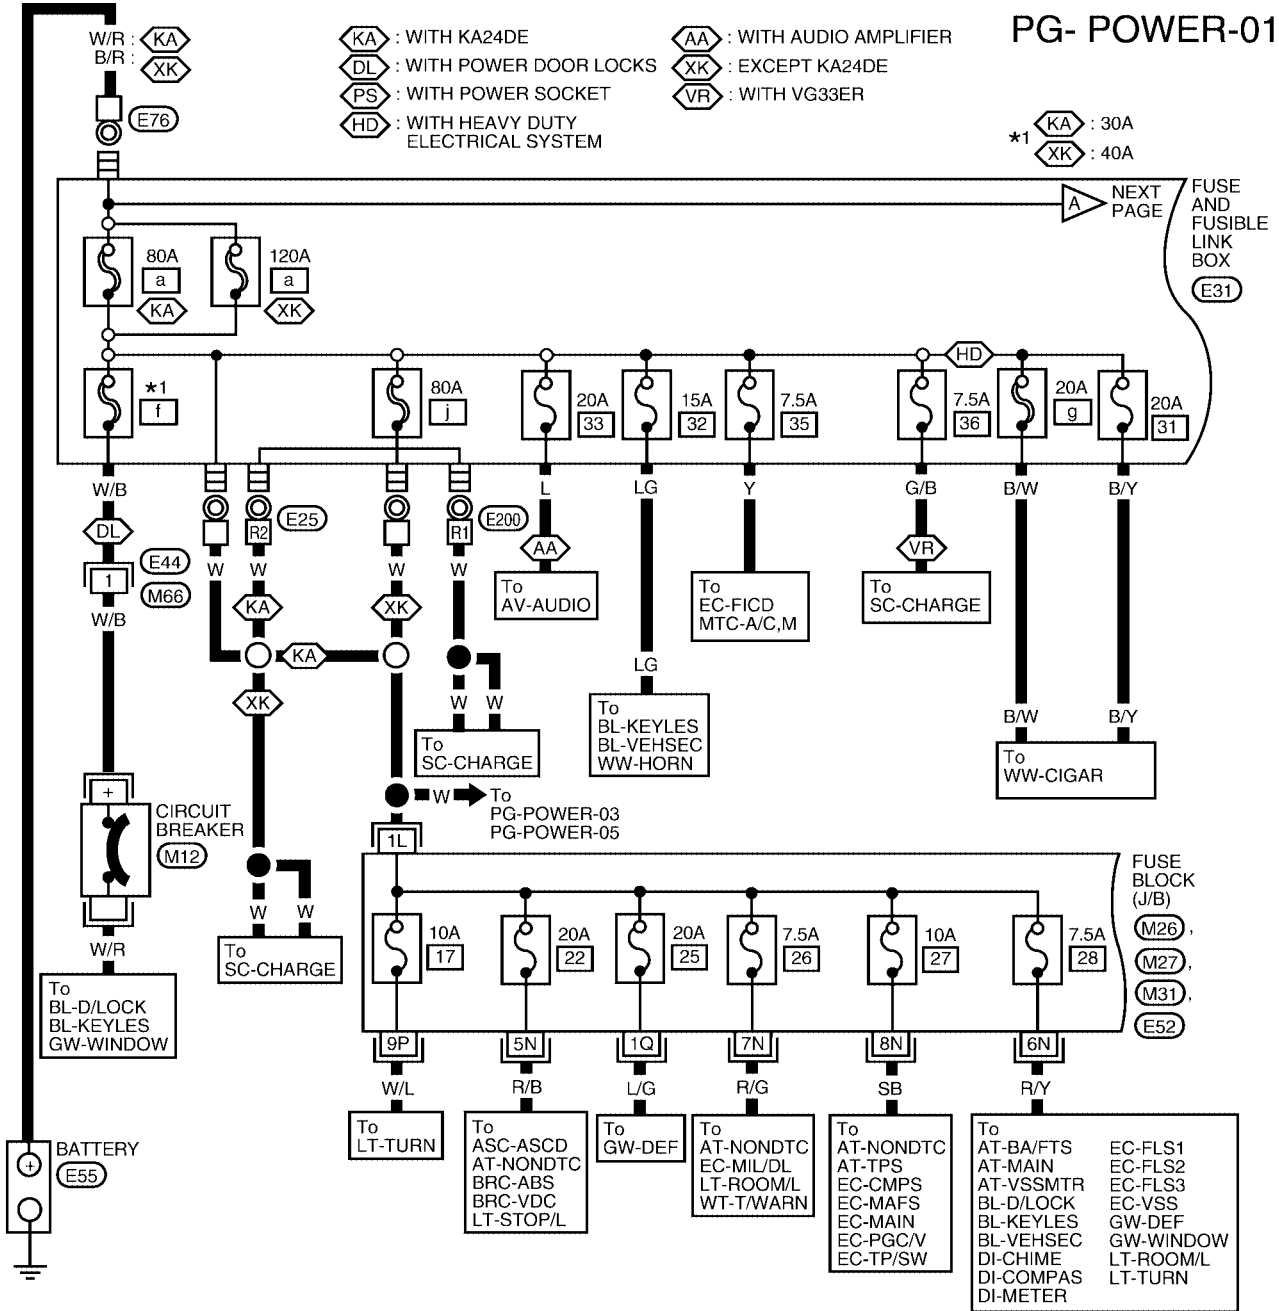 PG- POWER-01
W/R : KA
B/R : XK
KA : WITH KA24DE
DL : WITH POWER DOOR LOCKS
PS : WITH POWER SOCKET
HD : WITH HEAVY DUTY
ELECTRICAL SYSTEM
AA : WITH AUDIO AMPLIFIER
XK : EXCEPT KA24DE
VR : WITH VG33ER
*1 KA : 30A
XK : 40A
E76
A NEXT
PAGE
FUSE
AND
FUSIBLE
LINK
BOX
E31
80A
a
KA
120A
a
XK
HD
*1
f
80A
j
20A
33
15A
32
7.5A
35
7.5A
36
20A
g
20A
31
W/B
L
LG
Y
G/B
B/W
B/Y
DL
R2
E25
R1
E200
AA
VR
E44
1
M66
W/B
W
W
W
W
KA
XK
KA
XK
To
AV-AUDIO
To
EC-FICD
MTC-A/C,M
To
SC-CHARGE
LG
W
W
To
BL-KEYLES
BL-VEHSEC
WW-HORN
B/W
B/Y
To
SC-CHARGE
To
WW-CIGAR
W
To
PG-POWER-03
PG-POWER-05
+
CIRCUIT
BREAKER
M12
1L
W
W
W/R
To
SC-CHARGE
To
BL-D/LOCK
BL-KEYLES
GW-WINDOW
FUSE
BLOCK
(J/B)
M26 ,
M27 ,
M31 ,
E52
10A
17
20A
22
20A
25
7.5A
26
10A
27
7.5A
28
9P
5N
1Q
7N
8N
6N
W/L
R/B
L/G
R/G
SB
R/Y
To
LT-TURN
To
ASC-ASCD
AT-NONDTC
BRC-ABS
BRC-VDC
LT-STOP/L
To
GW-DEF
To
AT-NONDTC
EC-MIL/DL
LT-ROOM/L
WT-T/WARN
To
AT-NONDTC
AT-TPS
EC-CMPS
EC-MAFS
EC-MAIN
EC-PGC/V
EC-TP/SW
To
AT-BA/FTS
AT-MAIN
AT-VSSMTR
BL-D/LOCK
BL-KEYLES
BL-VEHSEC
DI-CHIME
DI-COMPAS
DI-METER
EC-FLS1
EC-FLS2
EC-FLS3
EC-VSS
GW-DEF
GW-WINDOW
LT-ROOM/L
LT-TURN
BATTERY
E55
+